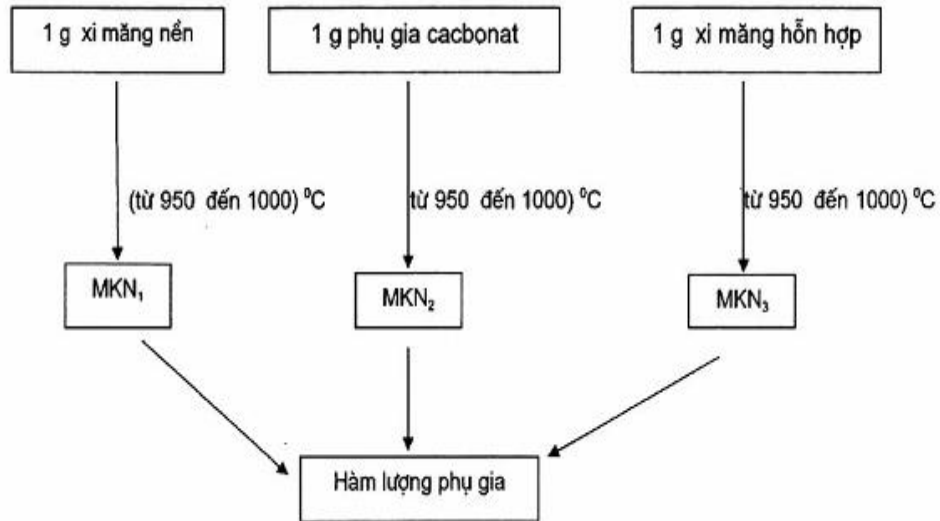 1 g xi măng nền
1 g phụ gia cacbonat
1 g xi măng hỗn hợp
(từ 950 đến 1000) ⁰C
từ 950 đến 1000) ⁰C
từ 950 đến 1000) ⁰C
MKN₁
MKN₂
MKN₃
Hàm lượng phụ gia